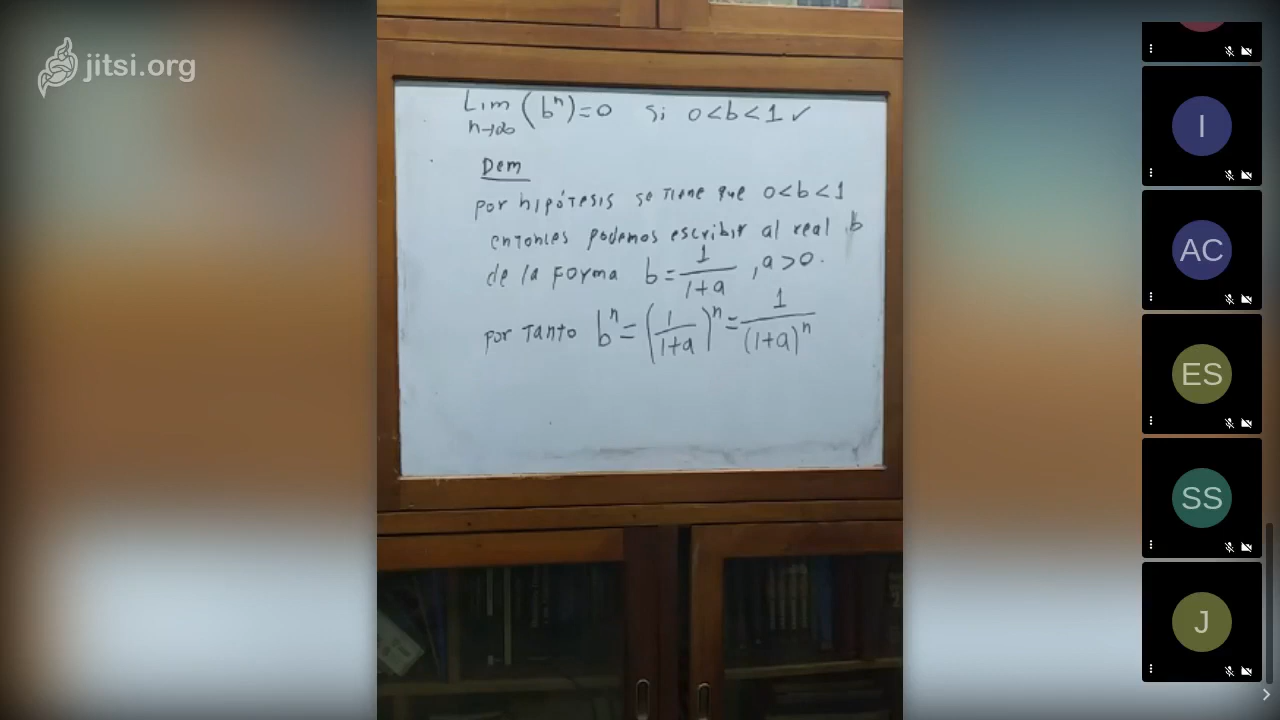 jitsi.org
Lim (bⁿ) = 0 si 0 < b < 1 ✓
n→∞
Dem
por hipótesis se tiene que 0 < b < 1
entonces podemos escribir al real b
de la forma b = 1/(1+a) , a > 0.
por tanto bⁿ = (1/(1+a))ⁿ = 1/(1+a)ⁿ
I
AC
ES
SS
J